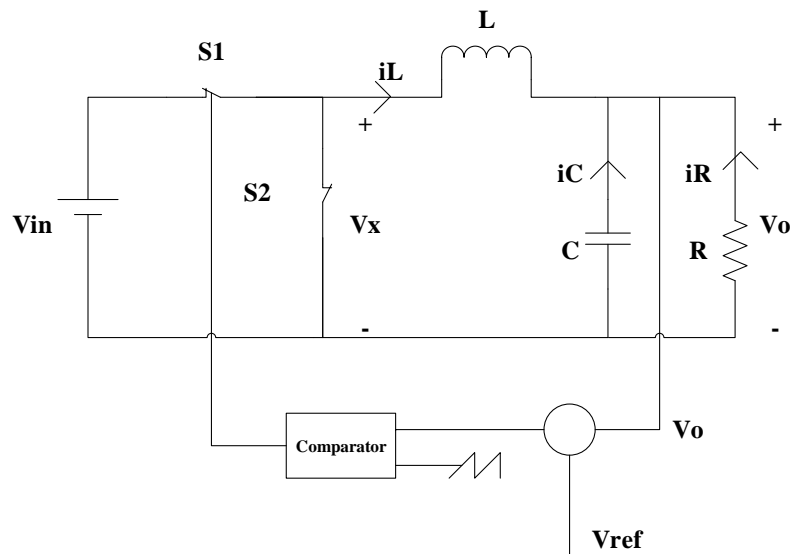 L
S1
iL
+
+
iC
iR
S2
Vin
Vx
Vo
C
R
-
-
Comparator
Vo
Vref